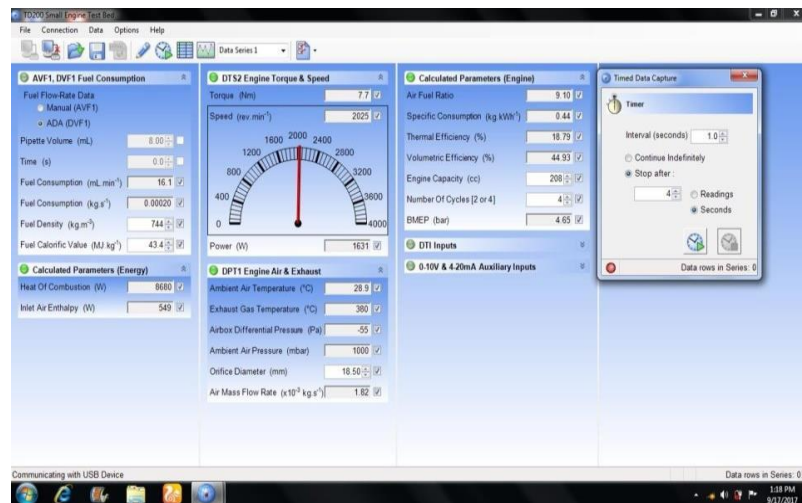 TD200 Small Engine Test Bed
File Connection Data Options Help
Data Series 1
AVF1, DVF1 Fuel Consumption
Fuel Flow-Rate Data
Manual (AVF1)
ADA (DVF1)
Pipette Volume (mL) 8.00
Time (s) 0.0
Fuel Consumption (mL.min⁻¹) 16.1
Fuel Consumption (kg.s⁻¹) 0.00020
Fuel Density (kg.m⁻³) 744
Fuel Calorific Value (MJ.kg⁻¹) 43.4
Calculated Parameters (Energy)
Heat Of Combustion (W) 8680
Inlet Air Enthalpy (W) 549
DTS2 Engine Torque & Speed
Torque (Nm) 7.7
Speed (rev.min⁻¹) 2025
0 400 800 1200 1600 2000 2400 2800 3200 3600 4000
Power (W) 1631
DPT1 Engine Air & Exhaust
Ambient Air Temperature (°C) 28.9
Exhaust Gas Temperature (°C) 360
Airbox Differential Pressure (Pa) -55
Ambient Air Pressure (mbar) 1000
Orifice Diameter (mm) 18.50
Air Mass Flow Rate (x10⁻³ kg.s⁻¹) 1.82
Calculated Parameters (Engine)
Air Fuel Ratio 9.10
Specific Consumption (kg.kWh⁻¹) 0.44
Thermal Efficiency (%) 18.79
Volumetric Efficiency (%) 44.93
Engine Capacity (cc) 208
Number Of Cycles [2 or 4] 4
BMEP (bar) 4.65
DTI Inputs
0-10V & 4-20mA Auxiliary Inputs
Timed Data Capture
Timer
Interval (seconds) 1.0
Continue Indefinitely
Stop after :
4 Readings
Seconds
Data rows in Series: 0
Communicating with USB Device
Data rows in Series: 0
1:18 PM
9/17/2017